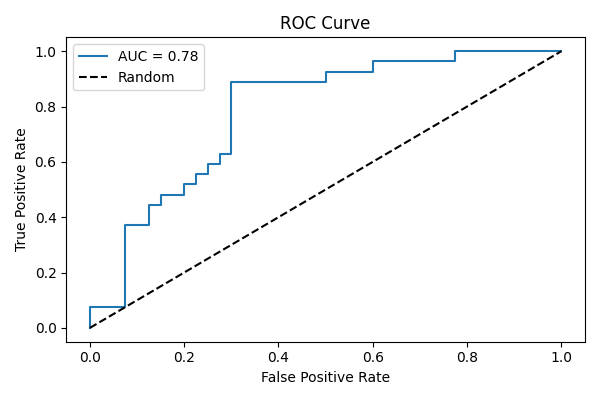 ROC Curve
AUC = 0.78
Random
True Positive Rate
1.0
0.8
0.6
0.4
0.2
0.0
0.0 0.2 0.4 0.6 0.8 1.0
False Positive Rate